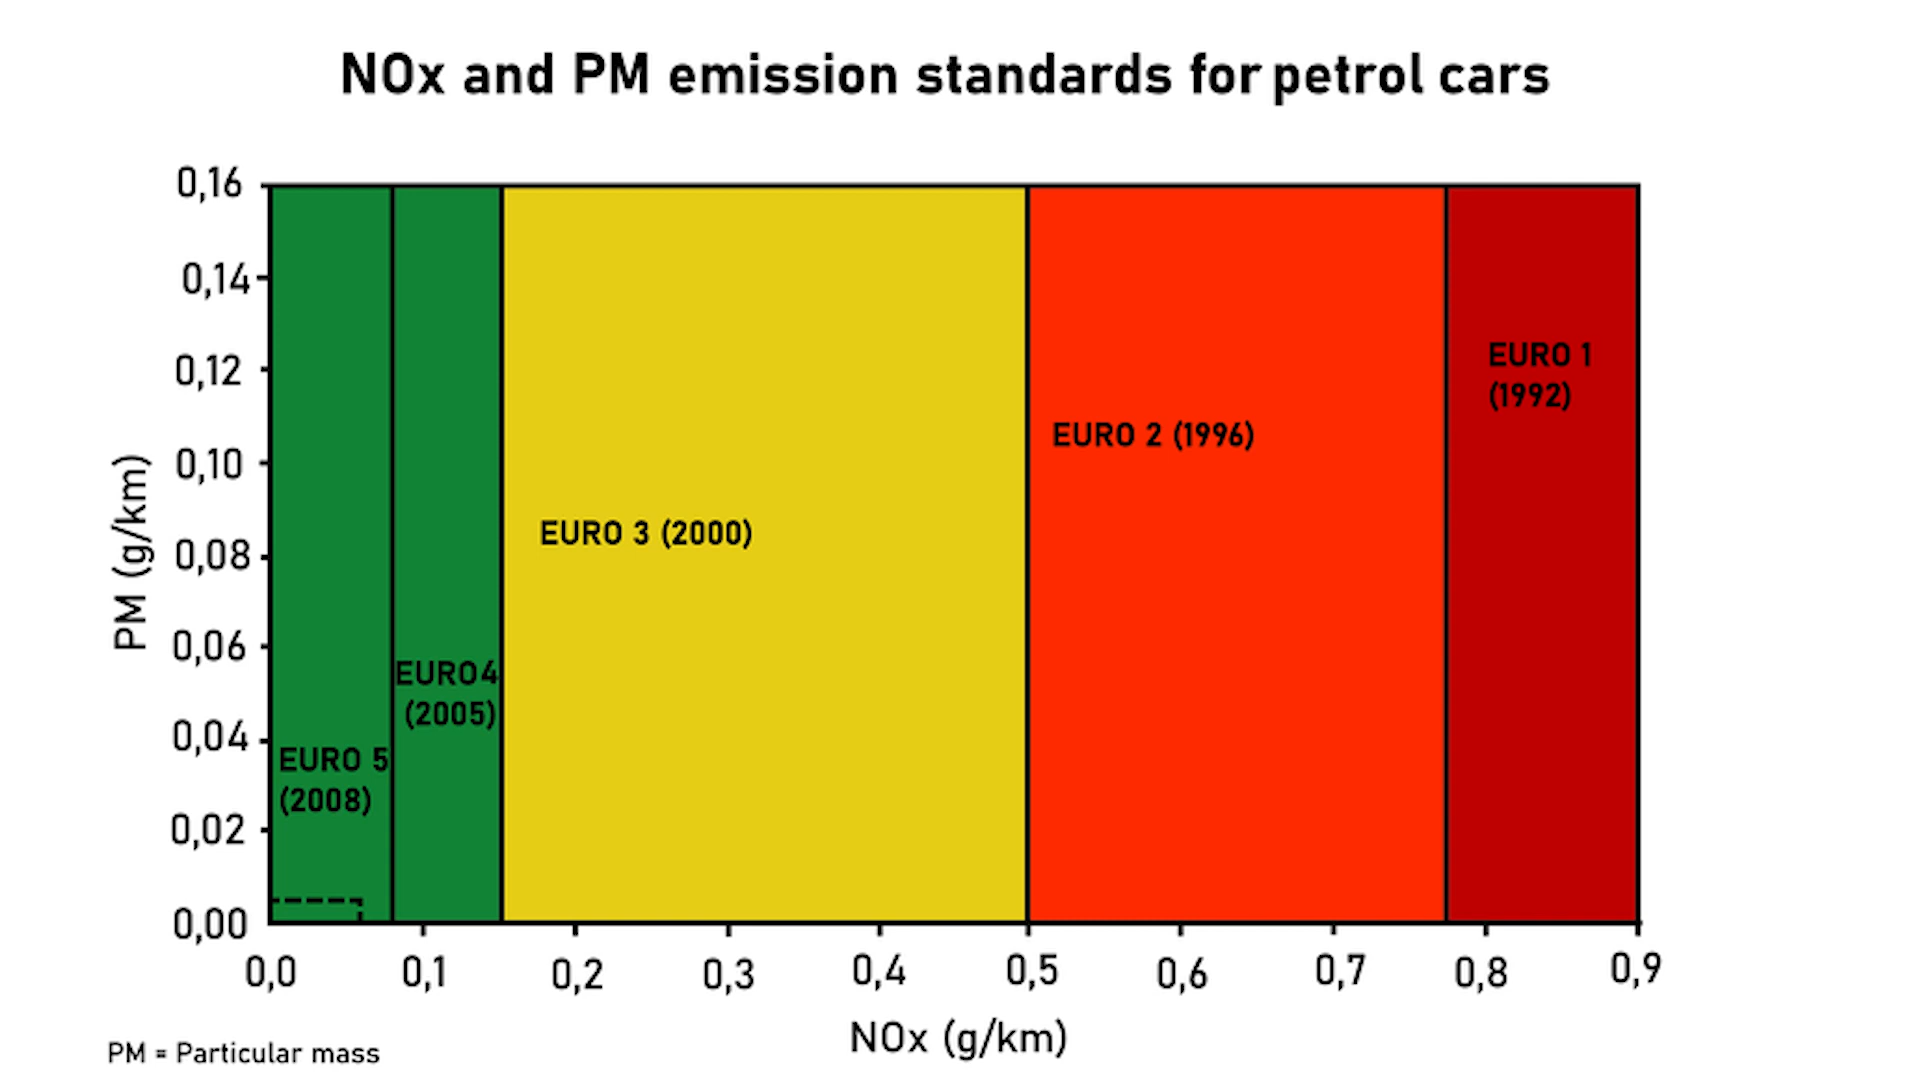 NOx and PM emission standards for petrol cars
0,16
0,14
0,12
0,10
0,08
0,06
0,04
0,02
0,00
PM (g/km)
EURO 1
(1992)
EURO 2 (1996)
EURO 3 (2000)
EURO4
(2005)
EURO 5
(2008)
0,0 0,1 0,2 0,3 0,4 0,5 0,6 0,7 0,8 0,9
NOx (g/km)
PM = Particular mass